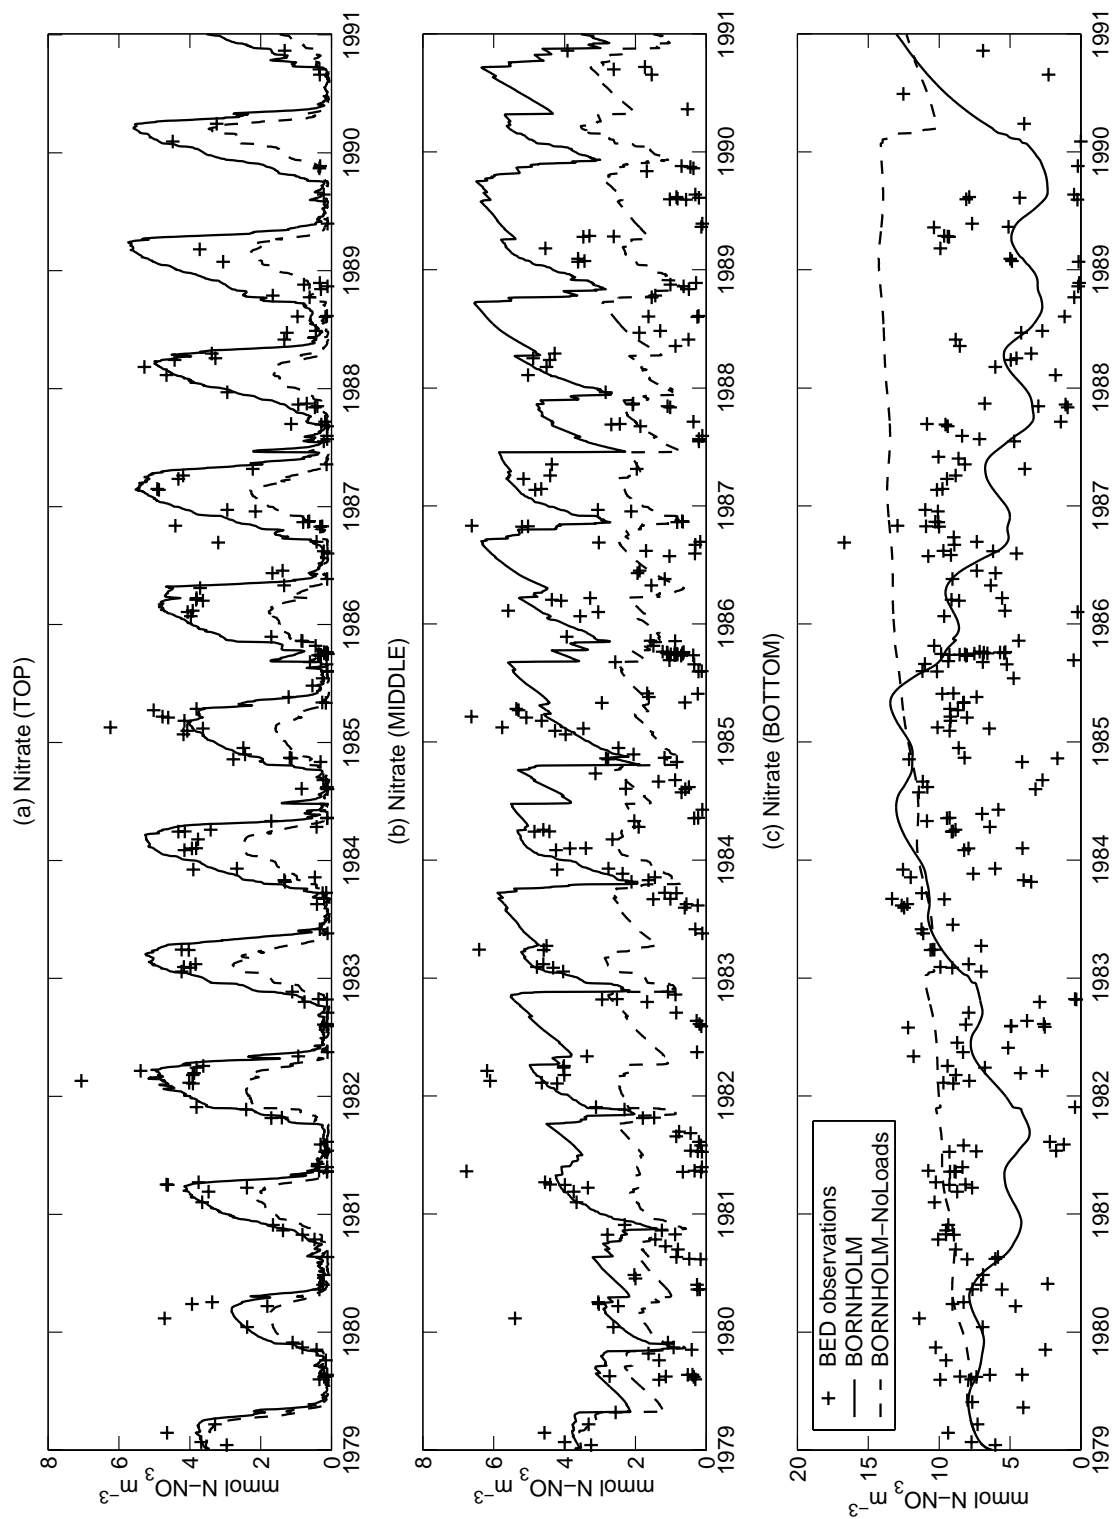 (a) Nitrate (TOP)
mmol N−NO3 m−3
8
6
4
2
0
1979 1980 1981 1982 1983 1984 1985 1986 1987 1988 1989 1990 1991
(b) Nitrate (MIDDLE)
mmol N−NO3 m−3
8
6
4
2
0
1979 1980 1981 1982 1983 1984 1985 1986 1987 1988 1989 1990 1991
(c) Nitrate (BOTTOM)
mmol N−NO3 m−3
20
15
10
5
0
BED observations
BORNHOLM
BORNHOLM−NoLoads
1979 1980 1981 1982 1983 1984 1985 1986 1987 1988 1989 1990 1991